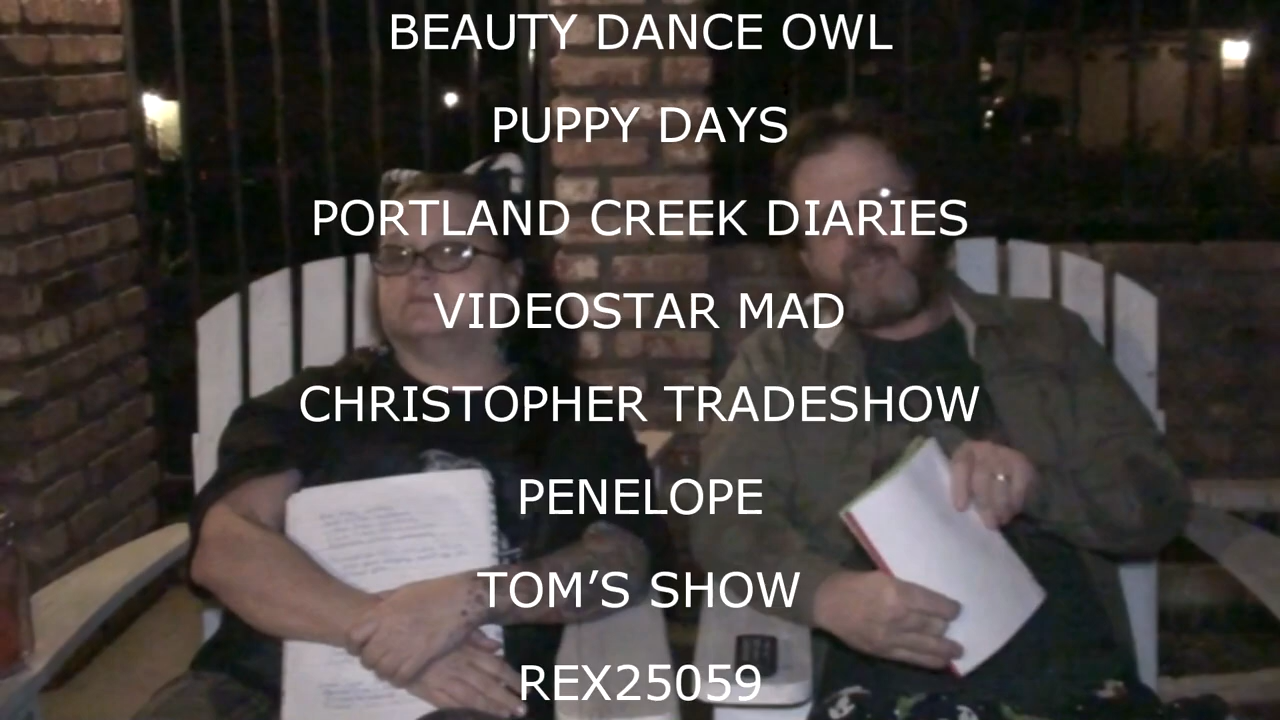 BEAUTY DANCE OWL
PUPPY DAYS
PORTLAND CREEK DIARIES
VIDEOSTAR MAD
CHRISTOPHER TRADESHOW
PENELOPE
TOM’S SHOW
REX25059